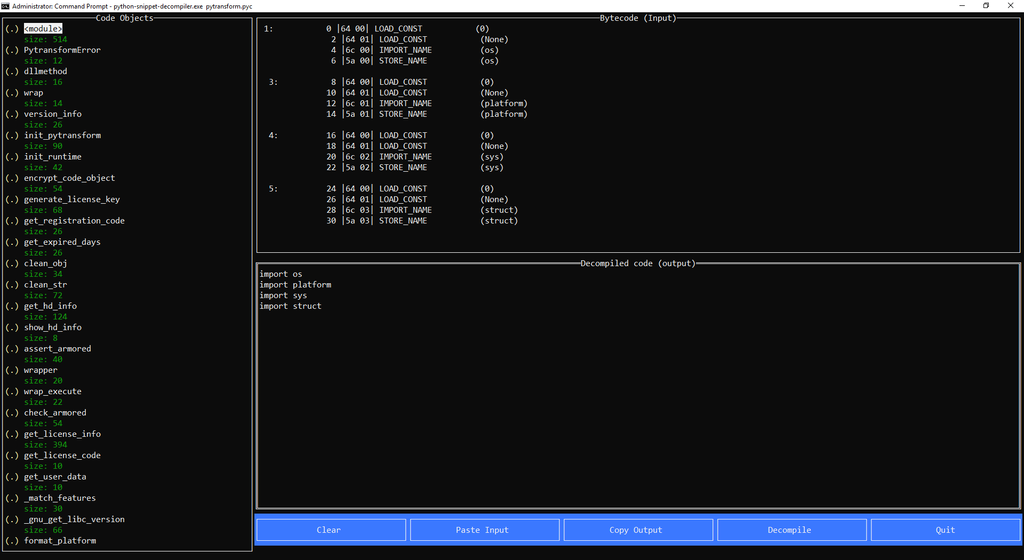 Administrator: Command Prompt - python-snippet-decompiler.exe pytransform.pyc
Code Objects
(.) <module>
size: 514
(.) PytransformError
size: 12
(.) dllmethod
size: 16
(.) wrap
size: 14
(.) version_info
size: 26
(.) init_pytransform
size: 90
(.) init_runtime
size: 42
(.) encrypt_code_object
size: 54
(.) generate_license_key
size: 68
(.) get_registration_code
size: 26
(.) get_expired_days
size: 26
(.) clean_obj
size: 34
(.) clean_str
size: 72
(.) get_hd_info
size: 124
(.) show_hd_info
size: 8
(.) assert_armored
size: 40
(.) wrapper
size: 20
(.) wrap_execute
size: 22
(.) check_armored
size: 54
(.) get_license_info
size: 394
(.) get_license_code
size: 10
(.) get_user_data
size: 10
(.) _match_features
size: 30
(.) _gnu_get_libc_version
size: 66
(.) format_platform
Bytecode (Input)
1: 0 |64 00| LOAD_CONST (0)
2 |64 01| LOAD_CONST (None)
4 |6c 00| IMPORT_NAME (os)
6 |5a 00| STORE_NAME (os)
3: 8 |64 00| LOAD_CONST (0)
10 |64 01| LOAD_CONST (None)
12 |6c 01| IMPORT_NAME (platform)
14 |5a 01| STORE_NAME (platform)
4: 16 |64 00| LOAD_CONST (0)
18 |64 01| LOAD_CONST (None)
20 |6c 02| IMPORT_NAME (sys)
22 |5a 02| STORE_NAME (sys)
5: 24 |64 00| LOAD_CONST (0)
26 |64 01| LOAD_CONST (None)
28 |6c 03| IMPORT_NAME (struct)
30 |5a 03| STORE_NAME (struct)
Decompiled code (output)
import os
import platform
import sys
import struct
Clear Paste Input Copy Output Decompile Quit